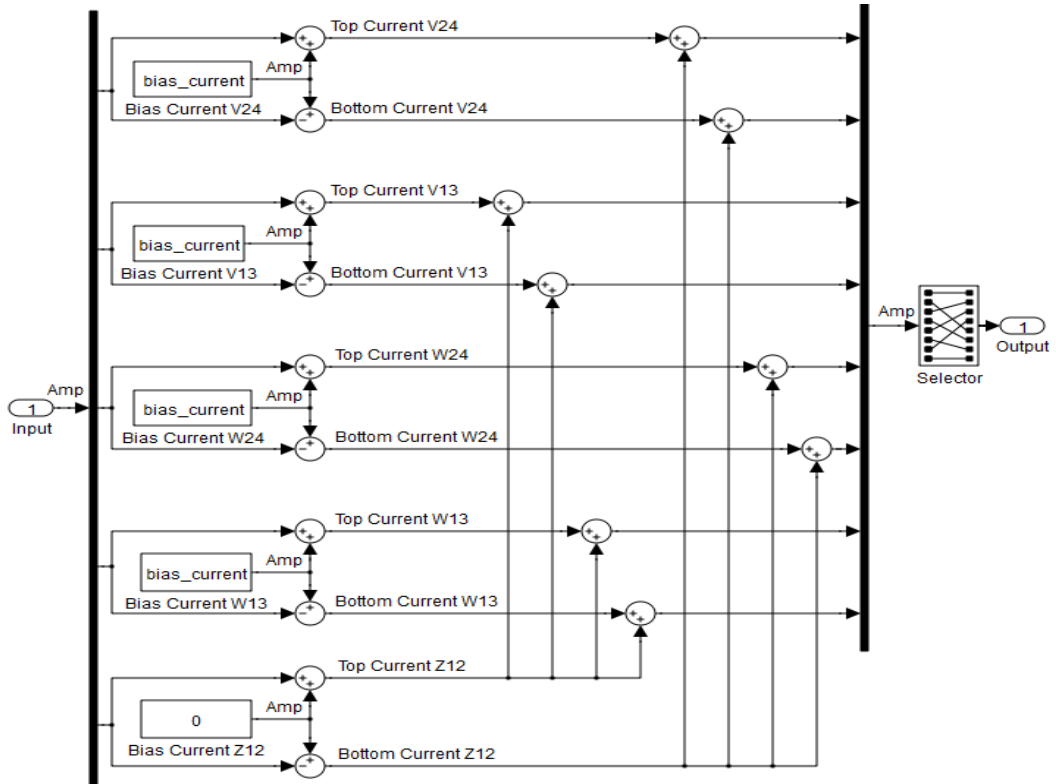 Top Current V24
Amp
bias_current
Bias Current V24
Bottom Current V24
Top Current V13
Amp
bias_current
Bias Current V13
Bottom Current V13
Amp
1
Output
Selector
Top Current W24
Amp
1
Input
Amp
bias_current
Bias Current W24
Bottom Current W24
Top Current W13
Amp
bias_current
Bias Current W13
Bottom Current W13
Top Current Z12
Amp
0
Bias Current Z12
Bottom Current Z12